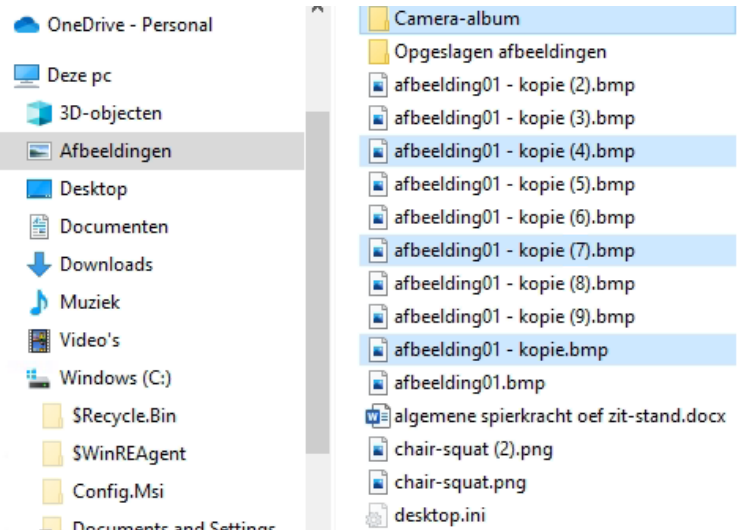 OneDrive - Personal
Deze pc
3D-objecten
Afbeeldingen
Desktop
Documenten
Downloads
Muziek
Video's
Windows (C:)
$Recycle.Bin
$WinREAgent
Config.Msi
Documents and Settings
Camera-album
Opgeslagen afbeeldingen
afbeelding01 - kopie (2).bmp
afbeelding01 - kopie (3).bmp
afbeelding01 - kopie (4).bmp
afbeelding01 - kopie (5).bmp
afbeelding01 - kopie (6).bmp
afbeelding01 - kopie (7).bmp
afbeelding01 - kopie (8).bmp
afbeelding01 - kopie (9).bmp
afbeelding01 - kopie.bmp
afbeelding01.bmp
algemene spierkracht oef zit-stand.docx
chair-squat (2).png
chair-squat.png
desktop.ini